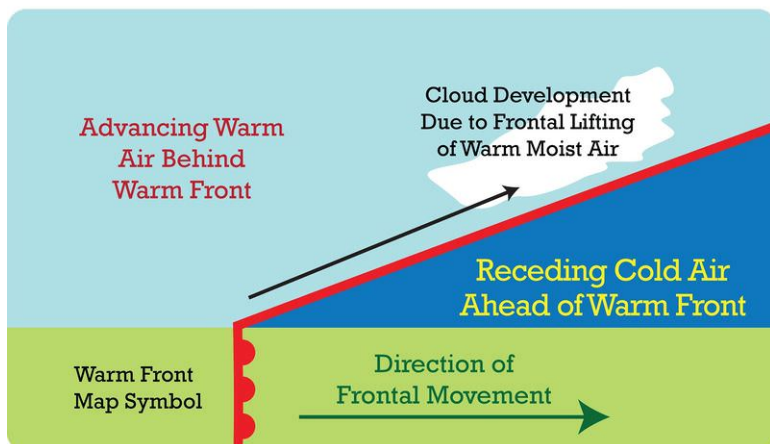 Advancing Warm
Air Behind
Warm Front
Cloud Development
Due to Frontal Lifting
of Warm Moist Air
Receding Cold Air
Ahead of Warm Front
Warm Front
Map Symbol
Direction of
Frontal Movement